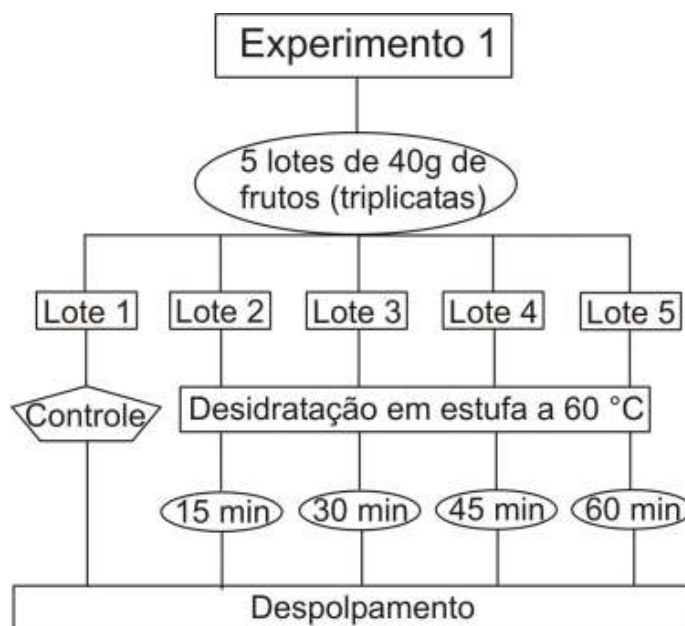 Experimento 1
5 lotes de 40g de
frutos (triplicatas)
Lote 1
Lote 2
Lote 3
Lote 4
Lote 5
Controle
Desidratação em estufa a 60 °C
15 min
30 min
45 min
60 min
Despolpamento